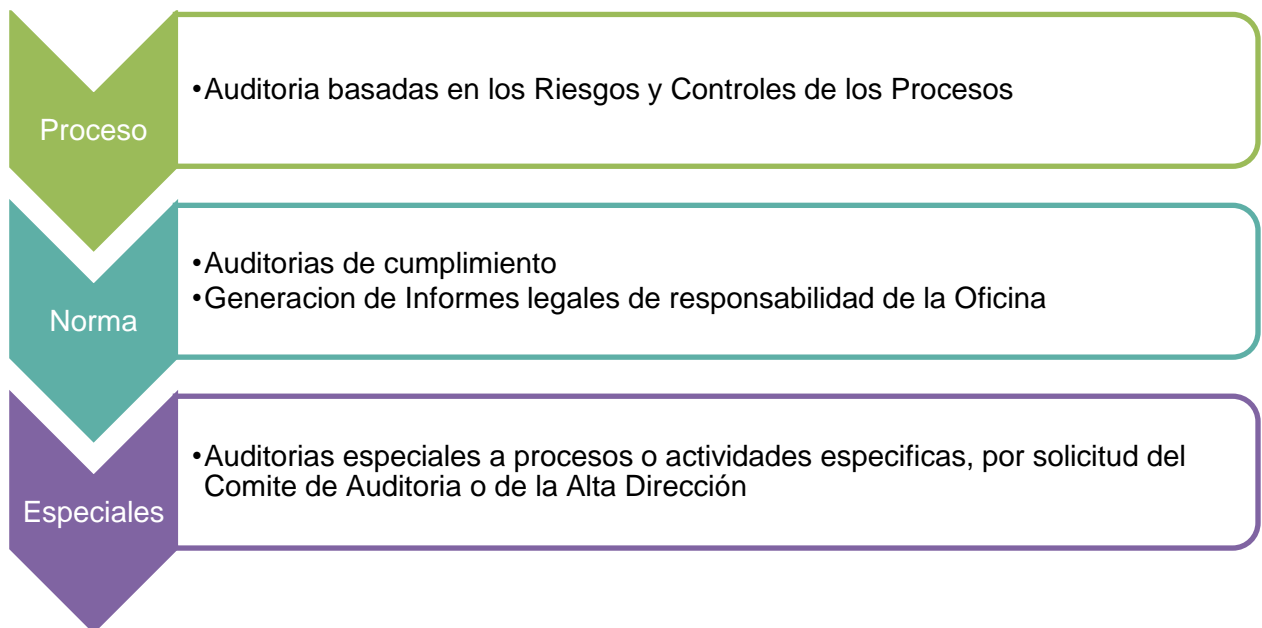 Proceso
•Auditoria basadas en los Riesgos y Controles de los Procesos
Norma
•Auditorias de cumplimiento
•Generacion de Informes legales de responsabilidad de la Oficina
Especiales
•Auditorias especiales a procesos o actividades especificas, por solicitud del
Comite de Auditoria o de la Alta Dirección